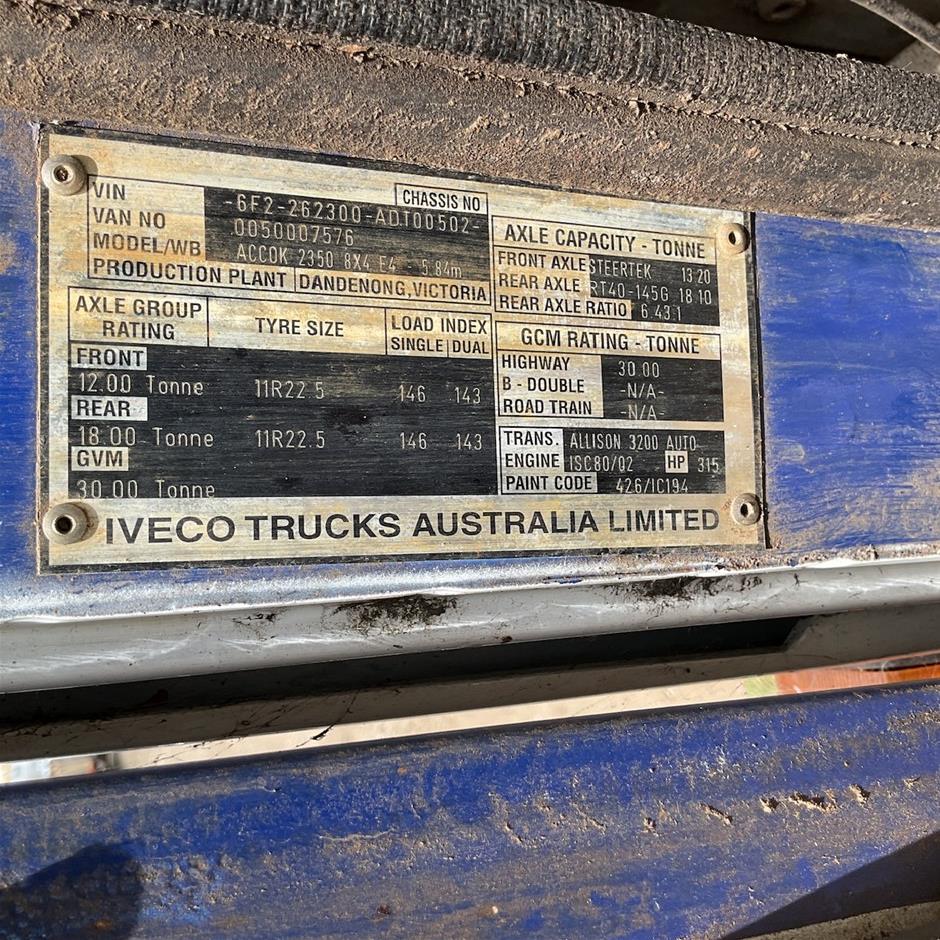 VIN CHASSIS NO
-6F2-262300-ADT00502-
VAN NO 0050007576
MODEL/WB ACCOK 2350 8X4 E4 - 5.84m
PRODUCTION PLANT DANDENONG,VICTORIA
AXLE CAPACITY - TONNE
FRONT AXLE STEERTEK 13.20
REAR AXLE RT40-145G 18.10
REAR AXLE RATIO 6.43.1
AXLE GROUP RATING TYRE SIZE LOAD INDEX
SINGLE DUAL
FRONT
12.00 Tonne 11R22.5 146 143
REAR
18.00 Tonne 11R22.5 146 143
GVM
30.00 Tonne
GCM RATING - TONNE
HIGHWAY 30.00
B - DOUBLE -N/A-
ROAD TRAIN -N/A-
TRANS. ALLISON 3200 AUTO-
ENGINE ISC80/02 HP 315
PAINT CODE 426/IC194
IVECO TRUCKS AUSTRALIA LIMITED